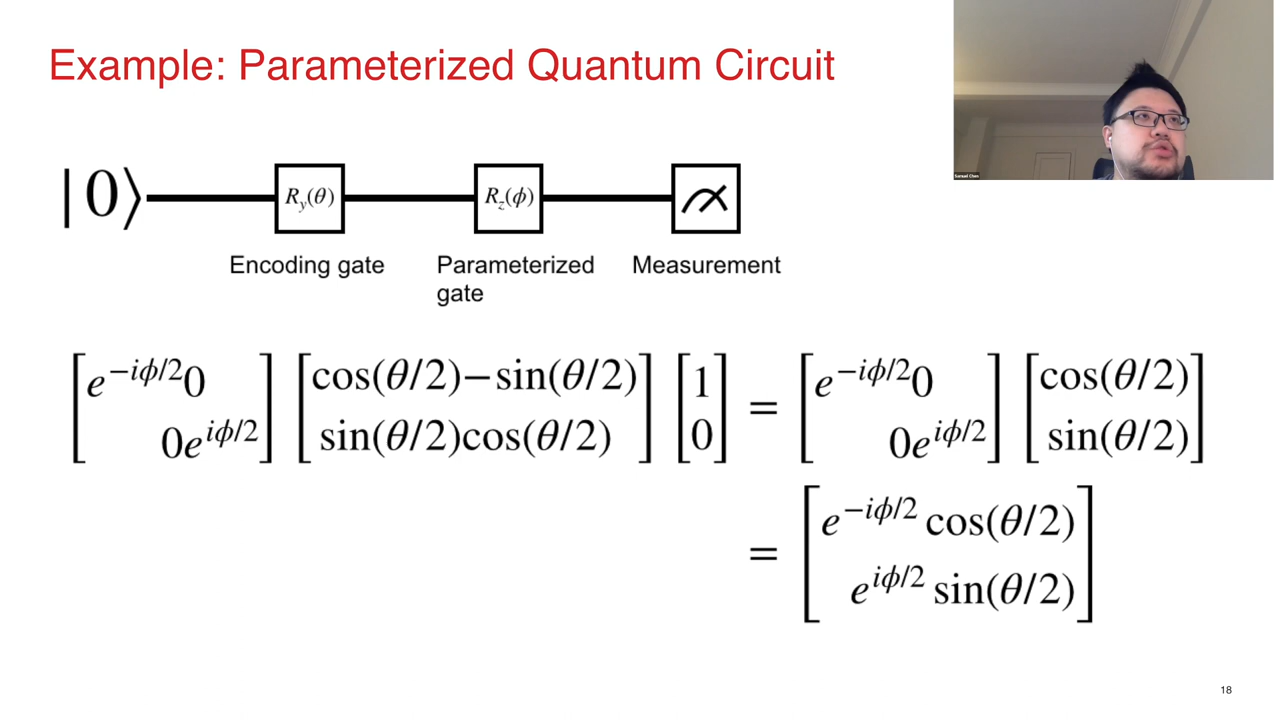 Example: Parameterized Quantum Circuit
Samuel Chen
|0⟩ R_y(θ) R_z(ϕ)
Encoding gate Parameterized gate Measurement
[e^{−iϕ/2} 0; 0 e^{iϕ/2}] [cos(θ/2) −sin(θ/2); sin(θ/2) cos(θ/2)] [1; 0] = [e^{−iϕ/2} 0; 0 e^{iϕ/2}] [cos(θ/2); sin(θ/2)]
= [e^{−iϕ/2} cos(θ/2); e^{iϕ/2} sin(θ/2)]
18